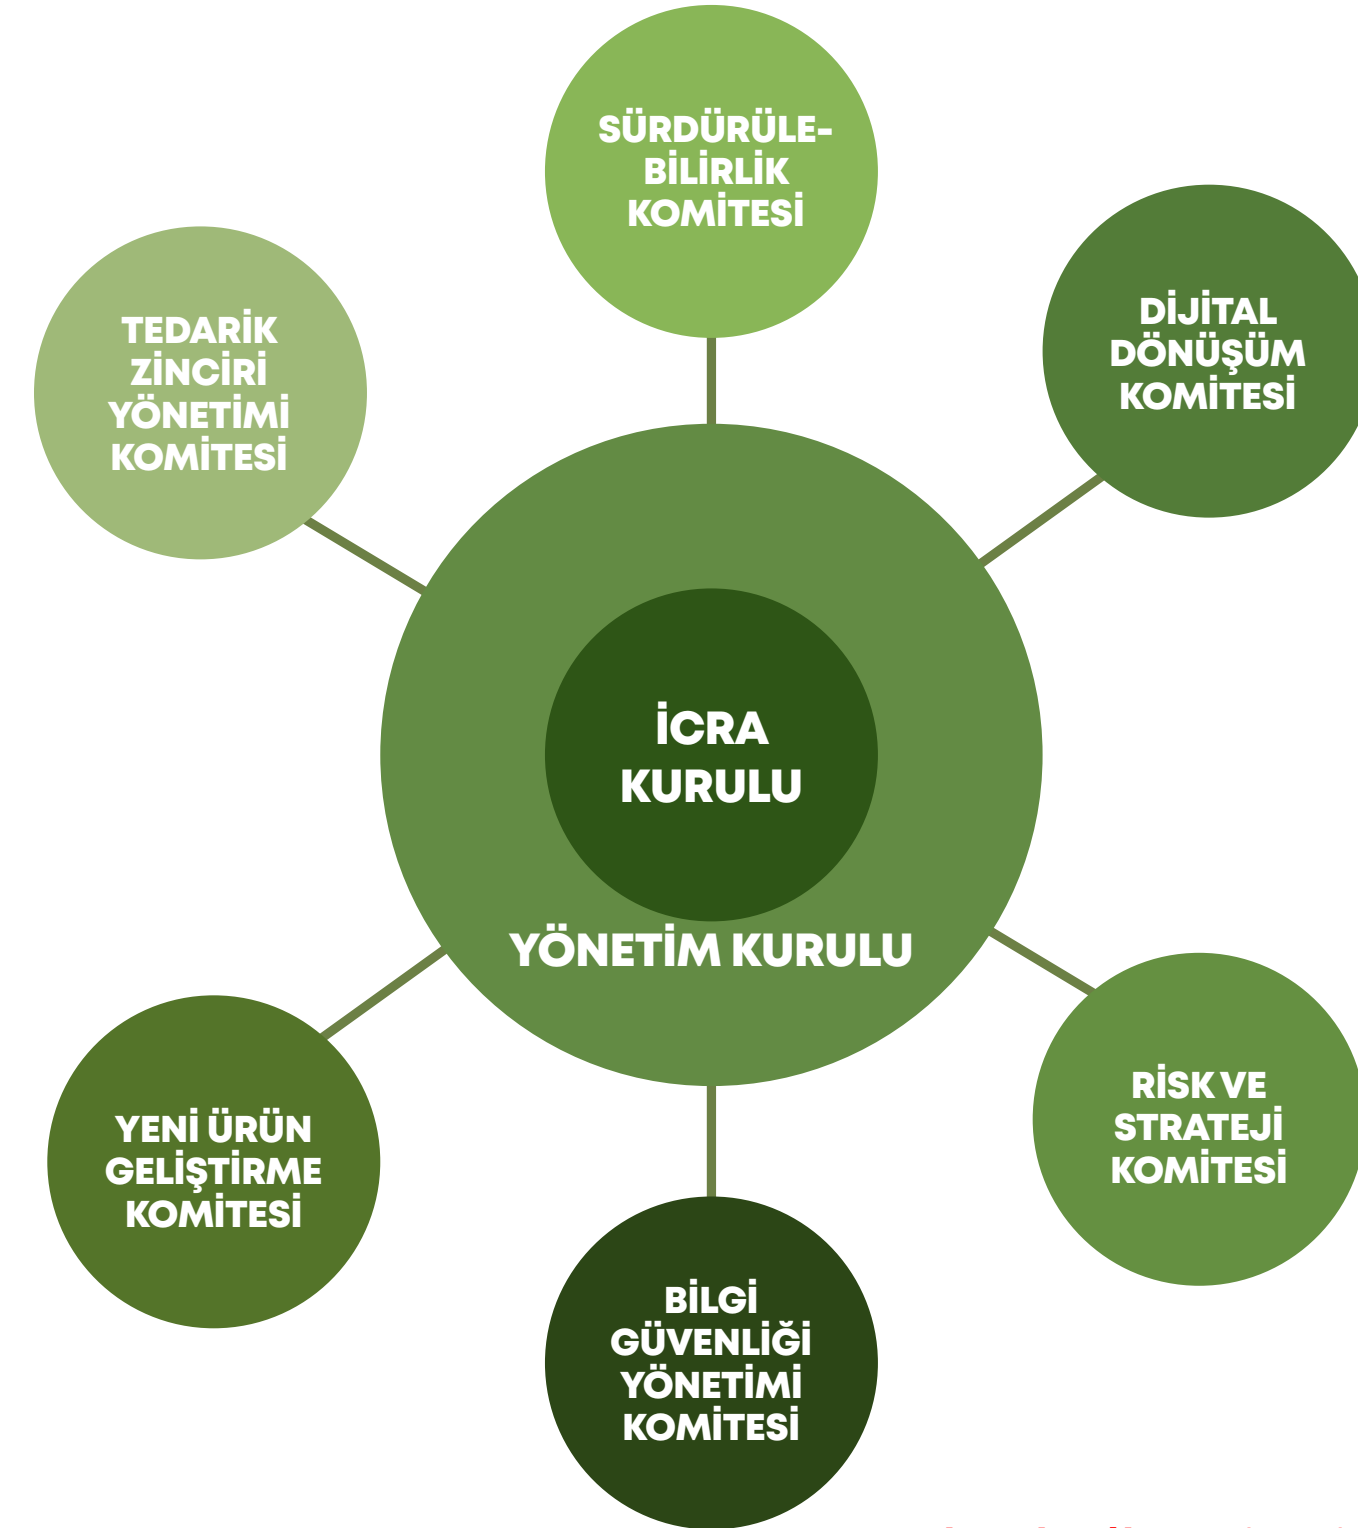 SÜRDÜRÜLE-
BİLİRLİK
KOMİTESİ
DİJİTAL
DÖNÜŞÜM
KOMİTESİ
TEDARİK
ZİNCİRİ
YÖNETİMİ
KOMİTESİ
İCRA
KURULU
YÖNETİM KURULU
RİSK VE
STRATEJİ
KOMİTESİ
YENİ ÜRÜN
GELİŞTİRME
KOMİTESİ
BİLGİ
GÜVENLİĞİ
YÖNETİMİ
KOMİTESİ